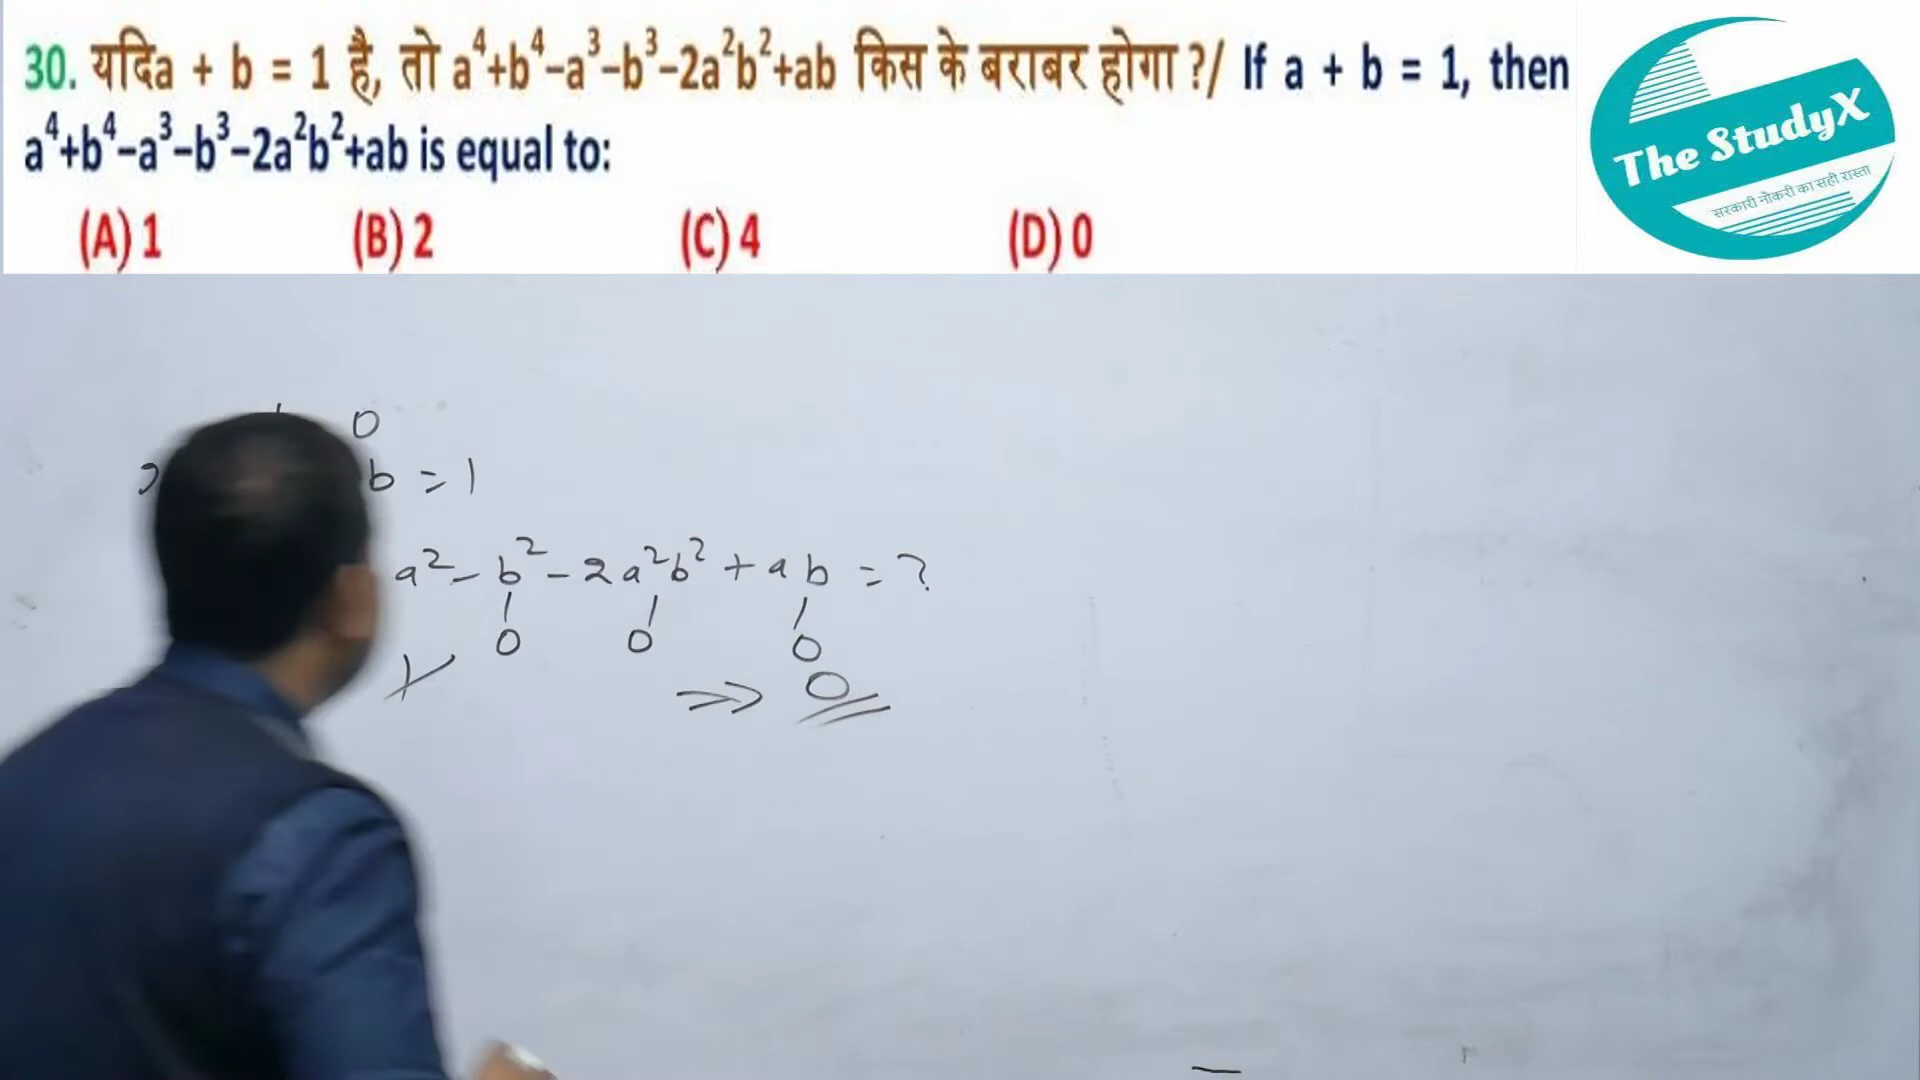 30. यदिa + b = 1 है, तो a⁴+b⁴−a³−b³−2a²b²+ab किस के बराबर होगा ?/ If a + b = 1, then
a⁴+b⁴−a³−b³−2a²b²+ab is equal to:
(A) 1 (B) 2 (C) 4 (D) 0
The StudyX
सरकारी नौकरी का सही रास्ता
0
b = 1
a² − b² − 2a²b² + ab = ?
0 0 0
0